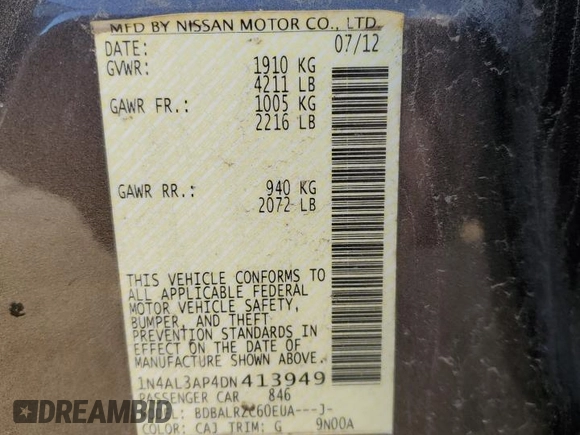 MFD BY NISSAN MOTOR CO., LTD
DATE: 07/12
GVWR: 1910 KG
4211 LB
GAWR FR.: 1005 KG
2216 LB
GAWR RR.: 940 KG
2072 LB
THIS VEHICLE CONFORMS TO
ALL APPLICABLE FEDERAL
MOTOR VEHICLE SAFETY,
BUMPER, AND THEFT
PREVENTION STANDARDS IN
EFFECT ON THE DATE OF
MANUFACTURE SHOWN ABOVE.
1N4AL3AP4DN413949
PASSENGER CAR 846
EL: BDBALRZC60EUA---J-
COLOR: CAJ TRIM: G 9N00A
DREAMBID.COM